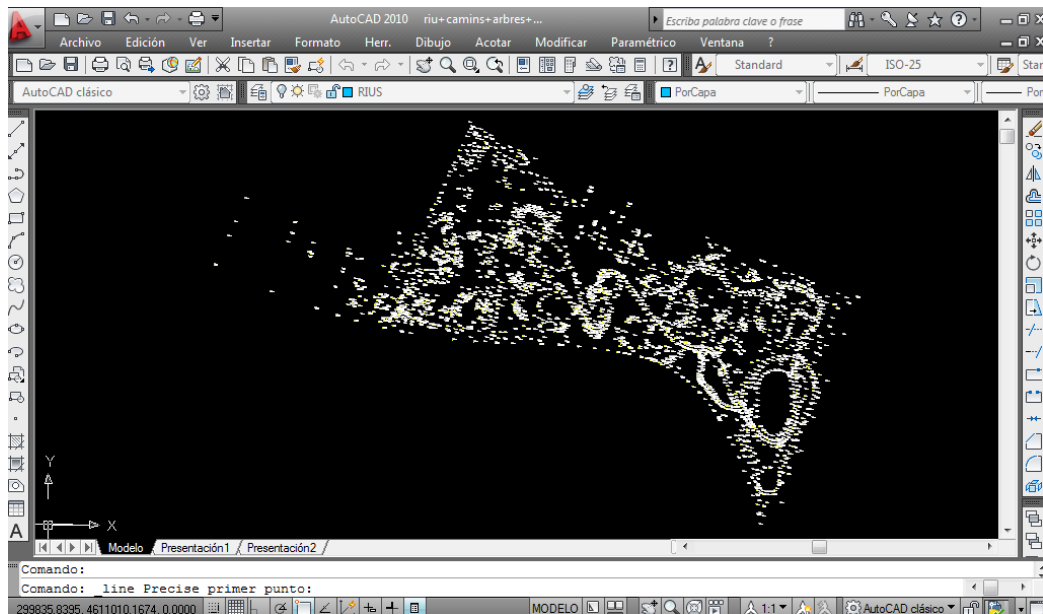 AutoCAD 2010 riu+camins+arbres+... Escriba palabra clave o frase
Archivo Edición Ver Insertar Formato Herr. Dibujo Acotar Modificar Paramétrico Ventana ?
Standard ISO-25 Star
AutoCAD clásico RIUS PorCapa PorCapa Por
Y
X
Modelo Presentación1 Presentación2
Comando:
Comando: _line Precise primer punto:
299835.8395, 4611010.1674, 0.0000 MODELO 1:1 AutoCAD clásico